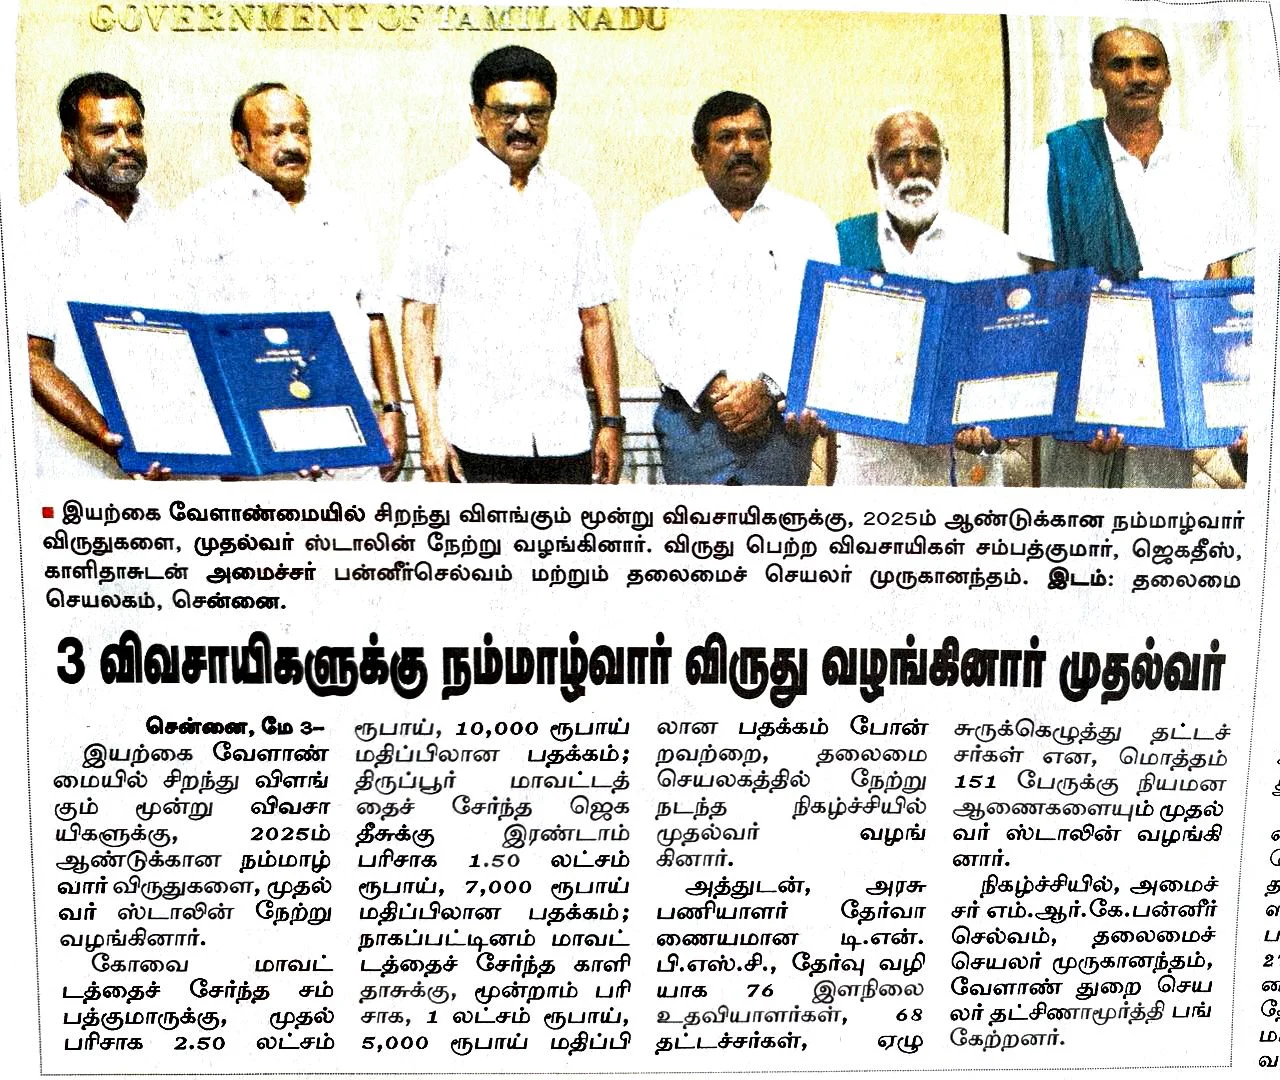 GOVERNMENT OF TAMIL NADU
இயற்கை வேளாண்மையில் சிறந்து விளங்கும் மூன்று விவசாயிகளுக்கு, 2025ம் ஆண்டுக்கான நம்மாழ்வார்
விருதுகளை, முதல்வர் ஸ்டாலின் நேற்று வழங்கினார். விருது பெற்ற விவசாயிகள் சம்பத்குமார், ஜெகதீஸ்,
காளிதாசுடன் அமைச்சர் பன்னீர்செல்வம் மற்றும் தலைமைச் செயலர் முருகானந்தம். இடம்: தலைமை
செயலகம், சென்னை.
3 விவசாயிகளுக்கு நம்மாழ்வார் விருது வழங்கினார் முதல்வர்
சென்னை, மே 3–
இயற்கை வேளாண்
மையில் சிறந்து விளங்
கும் மூன்று விவசா
யிகளுக்கு, 2025ம்
ஆண்டுக்கான நம்மாழ்
வார் விருதுகளை, முதல்
வர் ஸ்டாலின் நேற்று
வழங்கினார்.
கோவை மாவட்
டத்தைச் சேர்ந்த சம்
பத்குமாருக்கு, முதல்
பரிசாக 2.50 லட்சம்
ரூபாய், 10,000 ரூபாய்
மதிப்பிலான பதக்கம்;
திருப்பூர் மாவட்டத்
தைச் சேர்ந்த ஜெக
தீசுக்கு இரண்டாம்
பரிசாக 1.50 லட்சம்
ரூபாய், 7,000 ரூபாய்
மதிப்பிலான பதக்கம்;
நாகப்பட்டினம் மாவட்
டத்தைச் சேர்ந்த காளி
தாசுக்கு, மூன்றாம் பரி
சாக, 1 லட்சம் ரூபாய்,
5,000 ரூபாய் மதிப்பி
லான பதக்கம் போன்
றவற்றை, தலைமை
செயலகத்தில் நேற்று
நடந்த நிகழ்ச்சியில்
முதல்வர் வழங்
கினார்.
அத்துடன், அரசு
பணியாளர் தேர்வா
ணையமான டி.என்.
பி.எஸ்.சி., தேர்வு வழி
யாக 76 இளநிலை
உதவியாளர்கள், 68
தட்டச்சர்கள், ஏழு
சுருக்கெழுத்து தட்டச்
சர்கள் என, மொத்தம்
151 பேருக்கு நியமன
ஆணைகளையும் முதல்
வர் ஸ்டாலின் வழங்கி
னார்.
நிகழ்ச்சியில், அமைச்
சர் எம்.ஆர்.கே.பன்னீர்
செல்வம், தலைமைச்
செயலர் முருகானந்தம்,
வேளாண் துறை செய
லர் தட்சிணாமூர்த்தி பங்
கேற்றனர்.